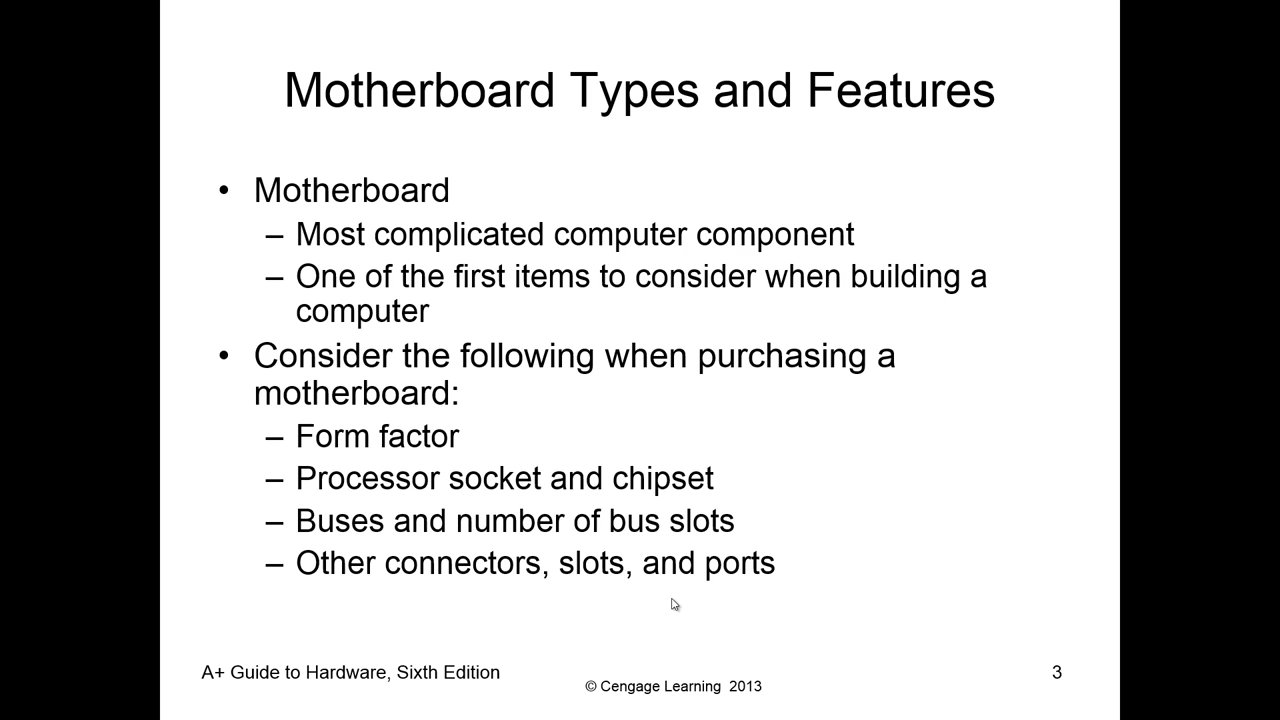 Motherboard Types and Features
• Motherboard
– Most complicated computer component
– One of the first items to consider when building a
computer
• Consider the following when purchasing a
motherboard:
– Form factor
– Processor socket and chipset
– Buses and number of bus slots
– Other connectors, slots, and ports
A+ Guide to Hardware, Sixth Edition
© Cengage Learning 2013
3